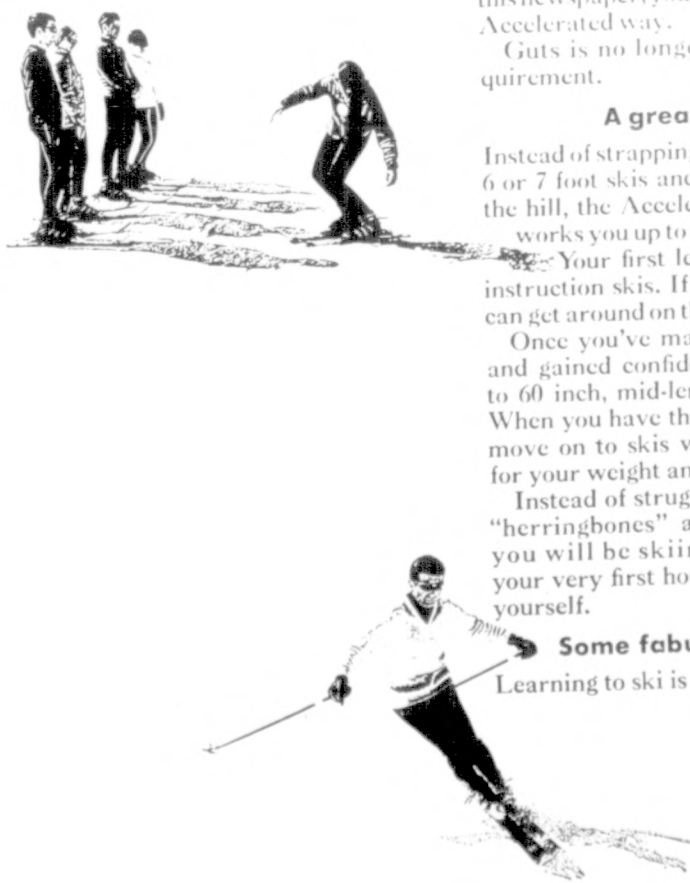 this newspaper, you
Accelerated way.
Guts is no longe
quirement.
A grea
Instead of strappin
6 or 7 foot skis and
the hill, the Accele
works you up to
Your first le
instruction skis. If
can get around on t
Once you've ma
and gained confid
to 60 inch, mid-le
When you have th
move on to skis w
for your weight an
Instead of strug
"herringbones" a
you will be skiin
your very first ho
yourself.
Some fabu
Learning to ski is